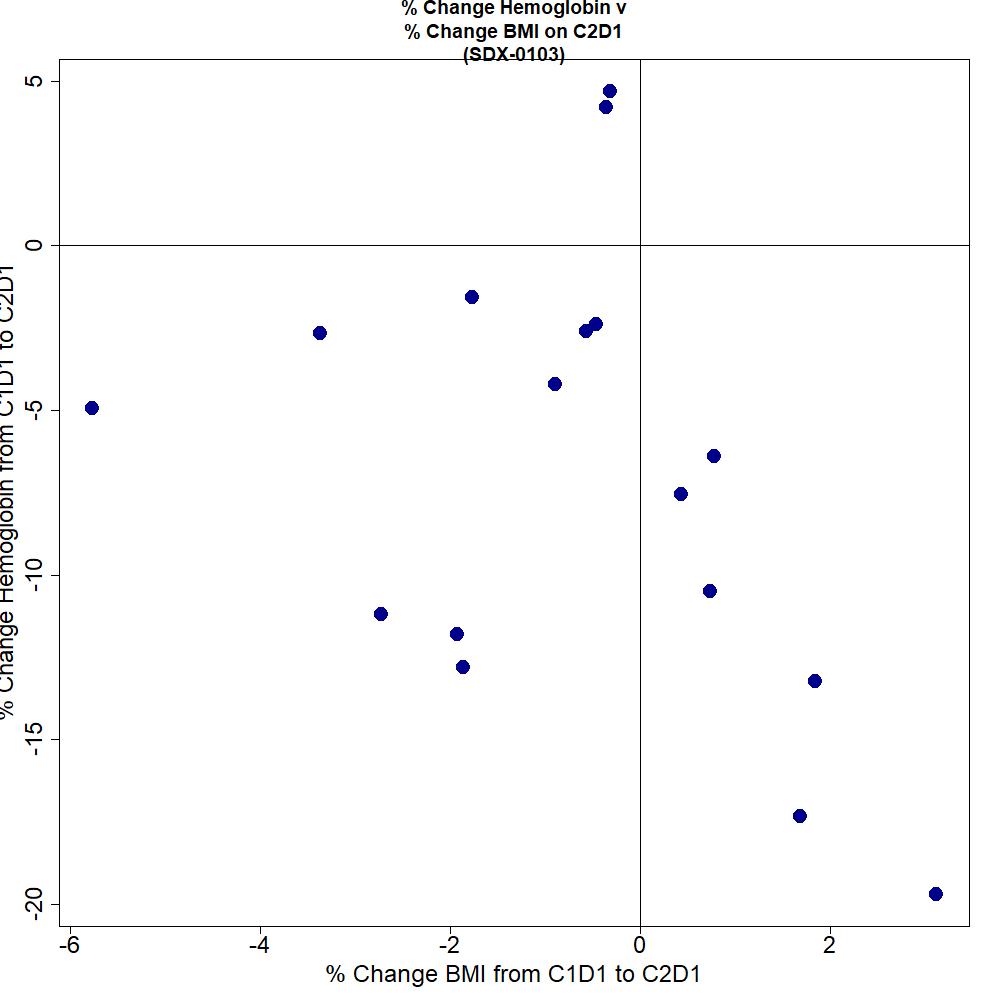 % Change Hemoglobin v
% Change BMI on C2D1
(SDX-0103)
% Change Hemoglobin from C1D1 to C2D1
5
0
-5
-10
-15
-20
-6
-4
-2
0
2
% Change BMI from C1D1 to C2D1